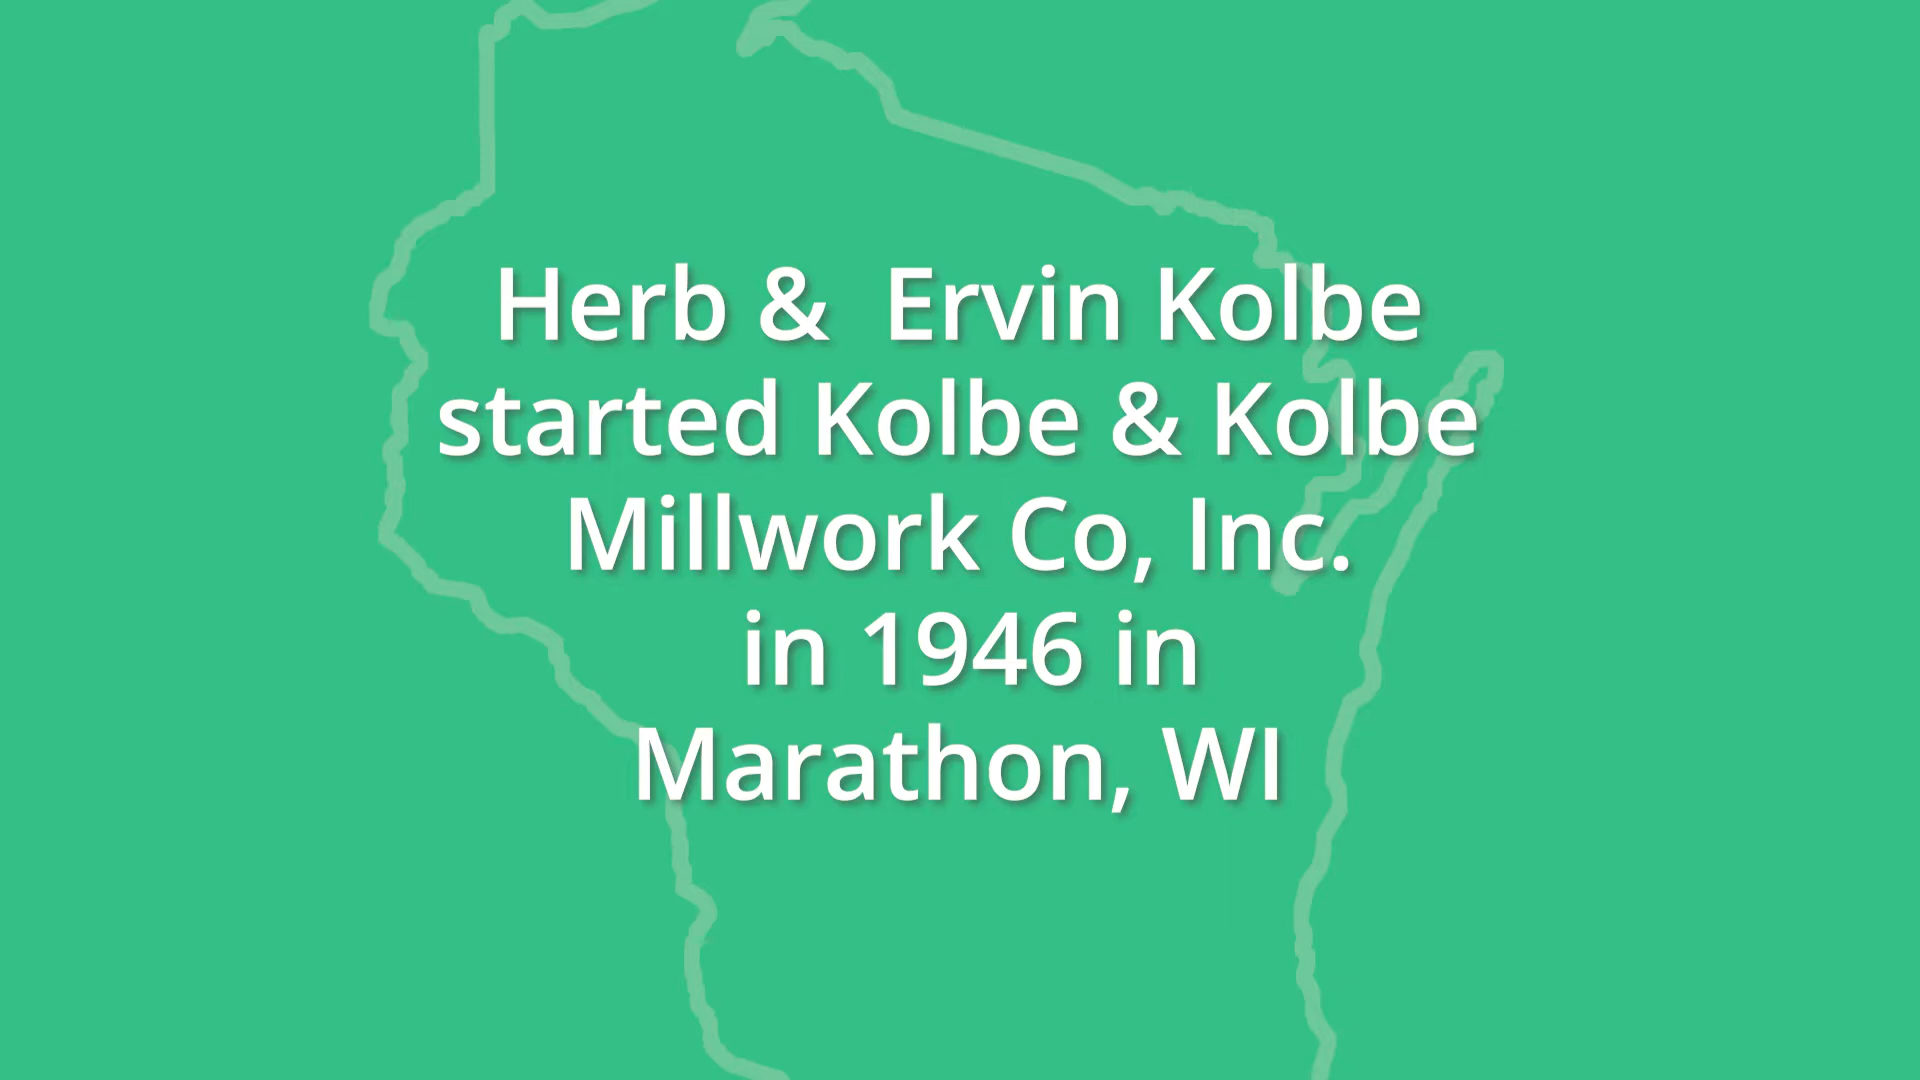 Herb &  Ervin Kolbe
started Kolbe & Kolbe
Millwork Co, Inc.
in 1946 in
Marathon, WI